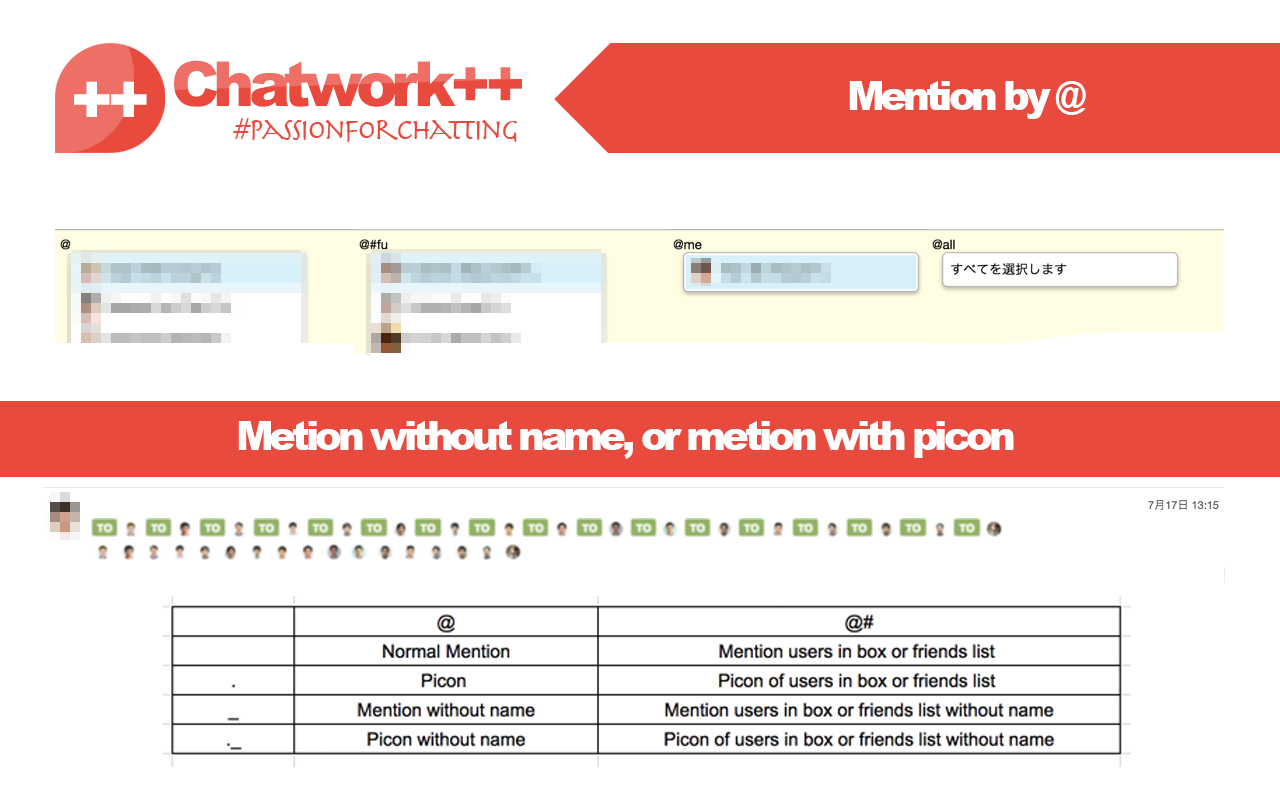 ++ Chatwork++
#PASSIONFORCHATTING
Mention by @
@
@#fu
@me
@all
すべてを選択します
Metion without name, or metion with picon
7月17日 13:15
TO TO TO TO TO TO TO TO TO TO TO TO TO TO TO TO TO
@ @#
Normal Mention Mention users in box or friends list
. Picon Picon of users in box or friends list
_ Mention without name Mention users in box or friends list without name
._ Picon without name Picon of users in box or friends list without name